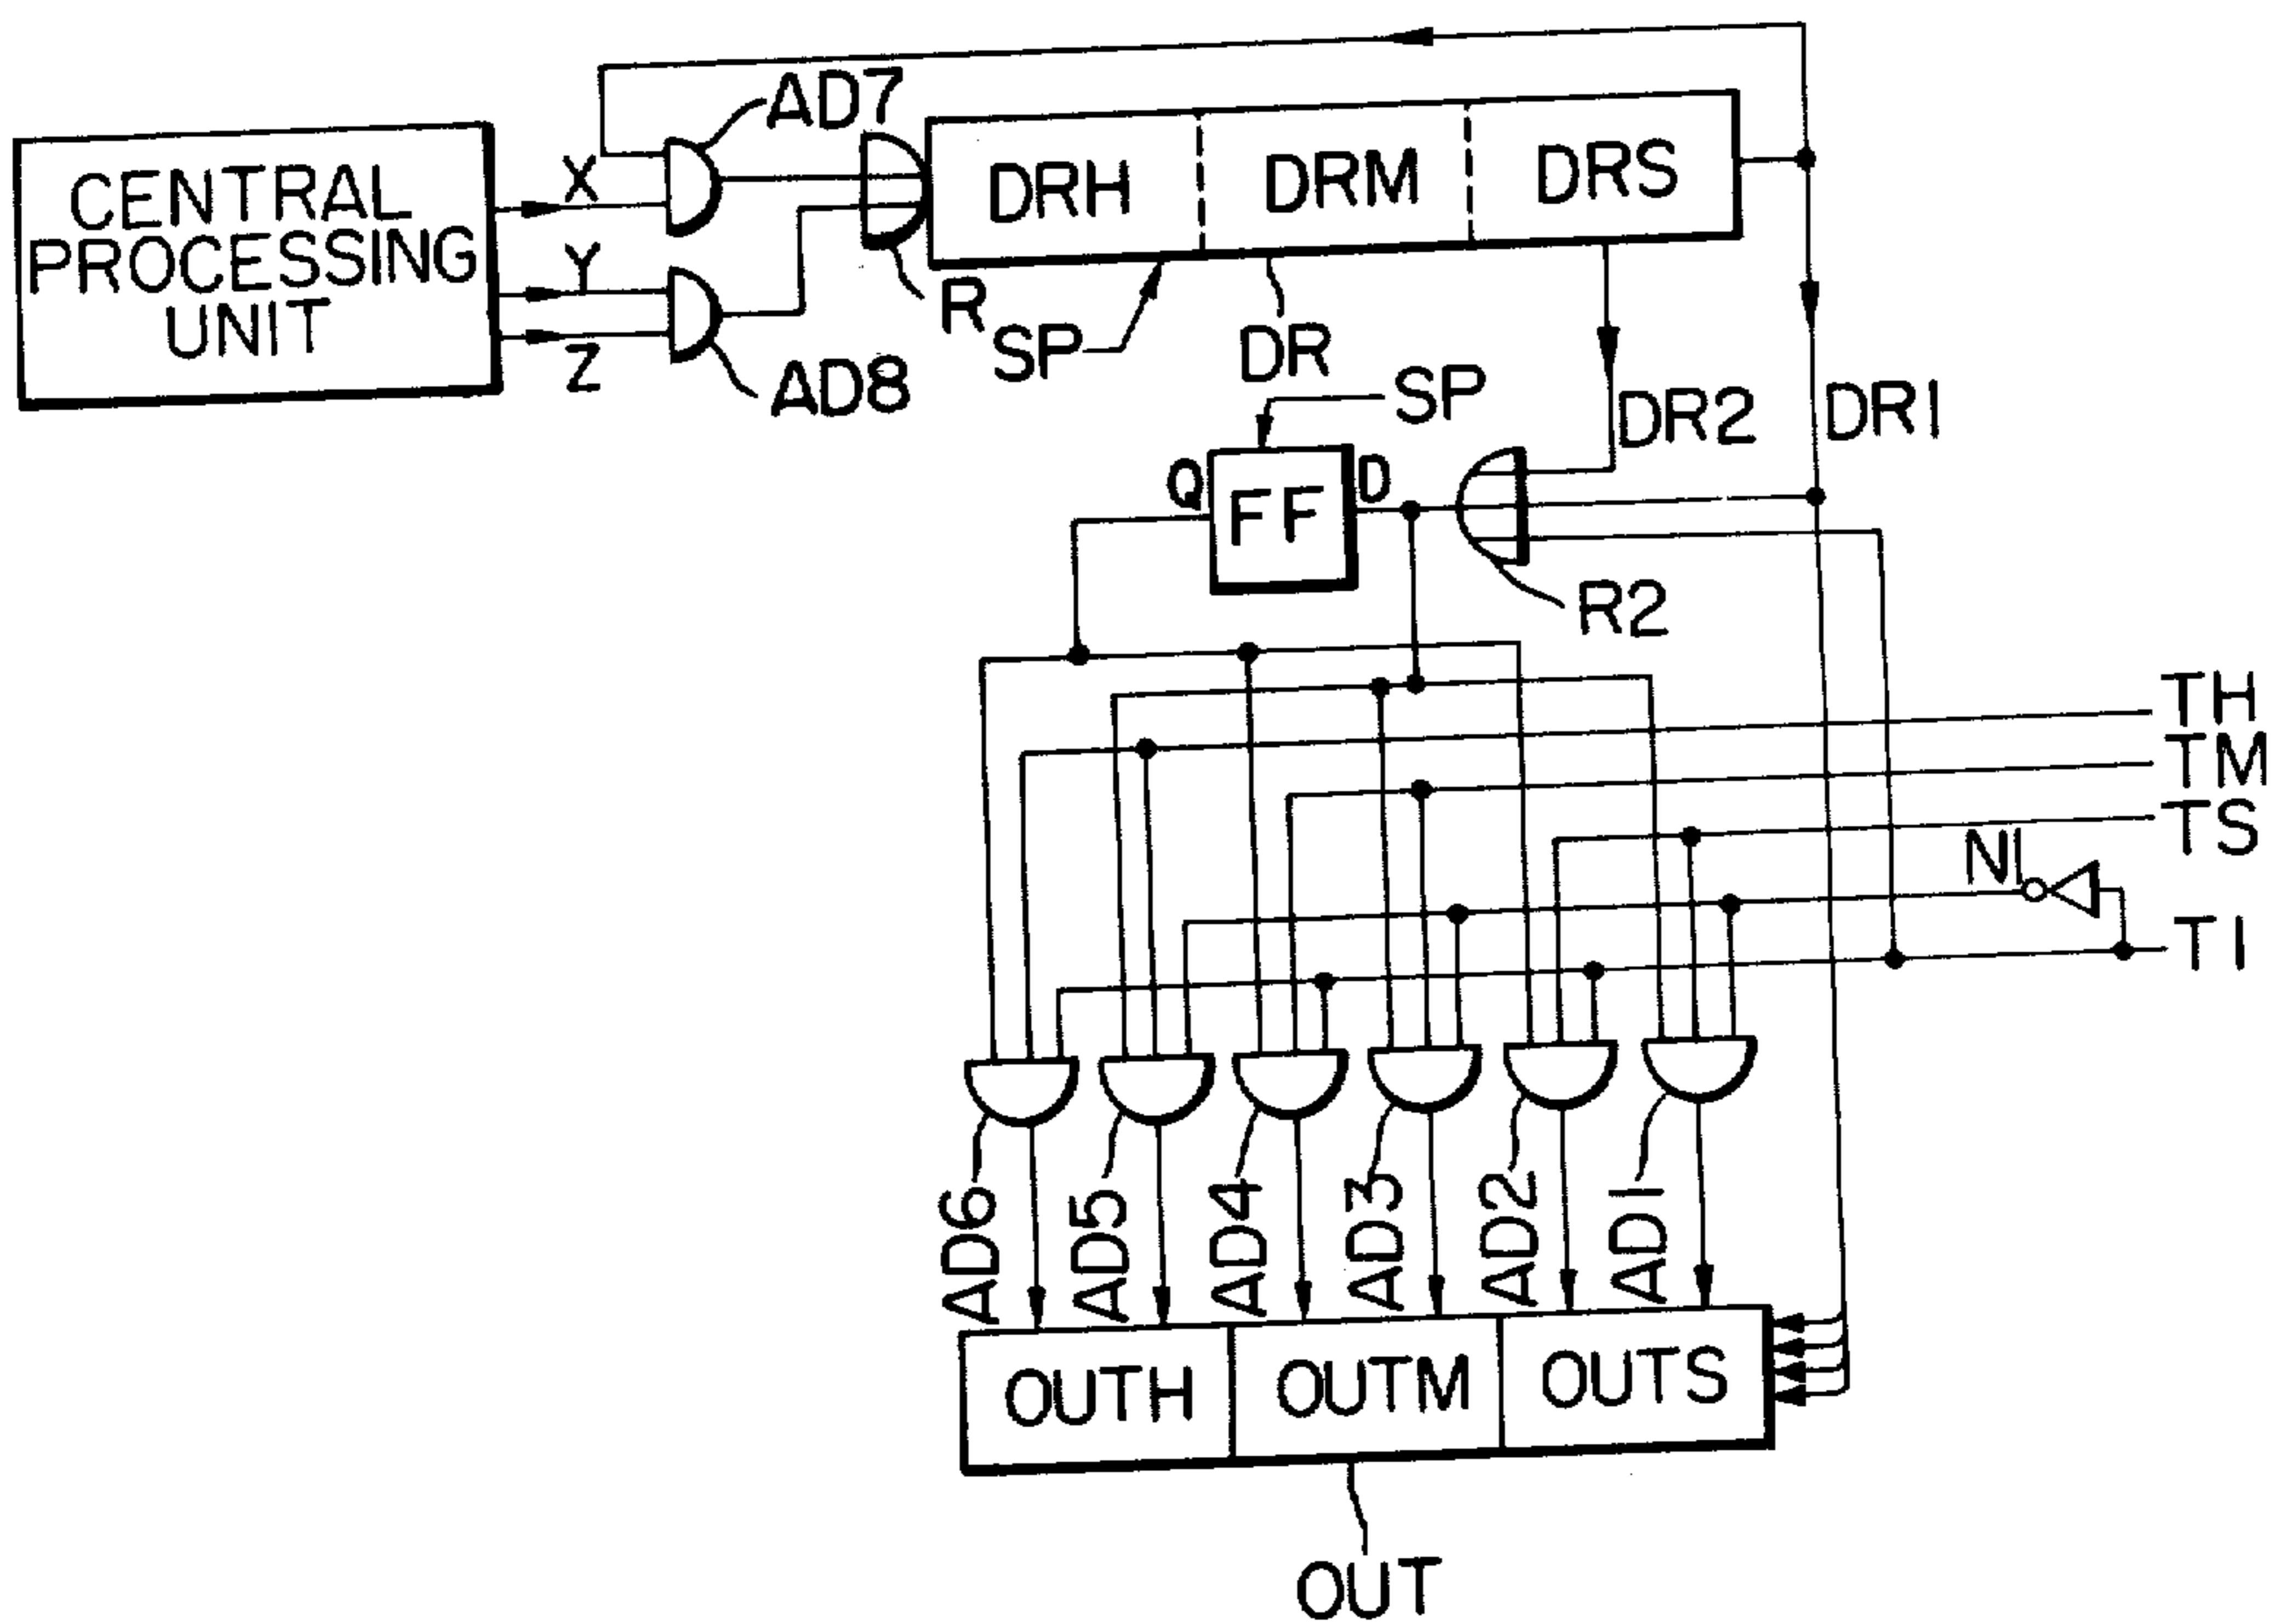 AD7
CENTRAL
PROCESSING
UNIT
X
Y
Z
AD8
R
DRH
DRM
DRS
SP
DR
SP
DR2
DR1
Q
FF
D
R2
TH
TM
TS
N1
T1
AD6
AD5
AD4
AD3
AD2
AD1
OUTH
OUTM
OUTS
OUT